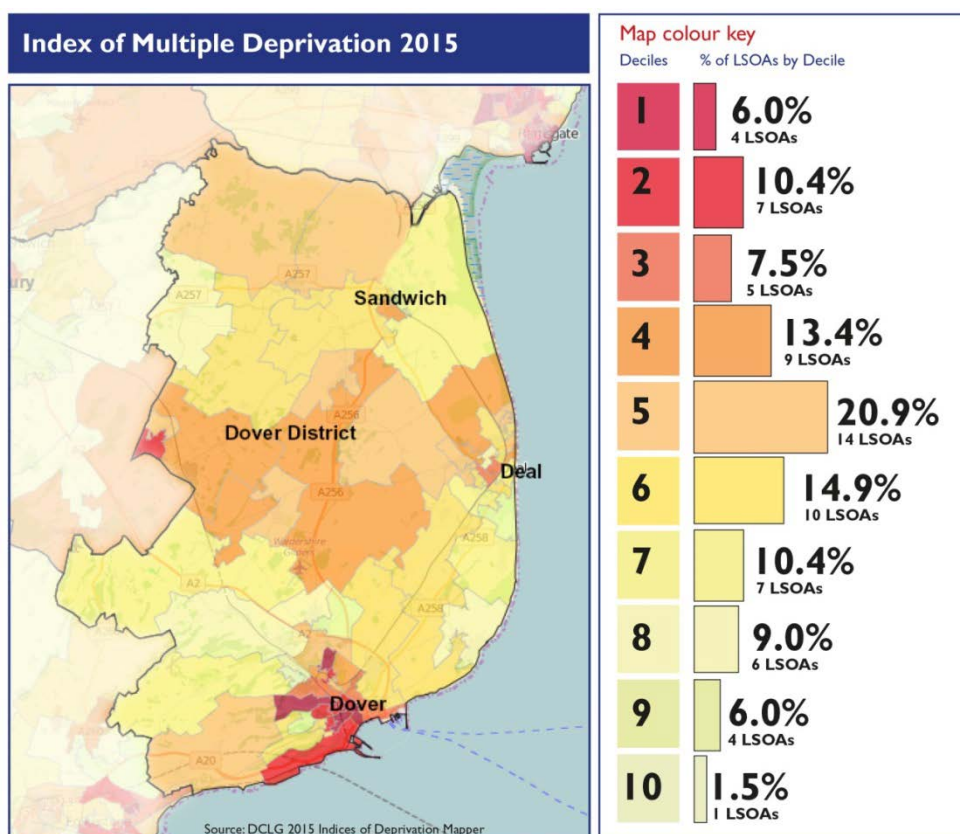 Index of Multiple Deprivation 2015
A257
A257
Sandwich
Dover District
A256
Deal
A256
A258
A2
A258
Dover
A20
Source: DCLG 2015 Indices of Deprivation Mapper
Map colour key
Deciles % of LSOAs by Decile
1 6.0%
4 LSOAs
2 10.4%
7 LSOAs
3 7.5%
5 LSOAs
4 13.4%
9 LSOAs
5 20.9%
14 LSOAs
6 14.9%
10 LSOAs
7 10.4%
7 LSOAs
8 9.0%
6 LSOAs
9 6.0%
4 LSOAs
10 1.5%
1 LSOAs